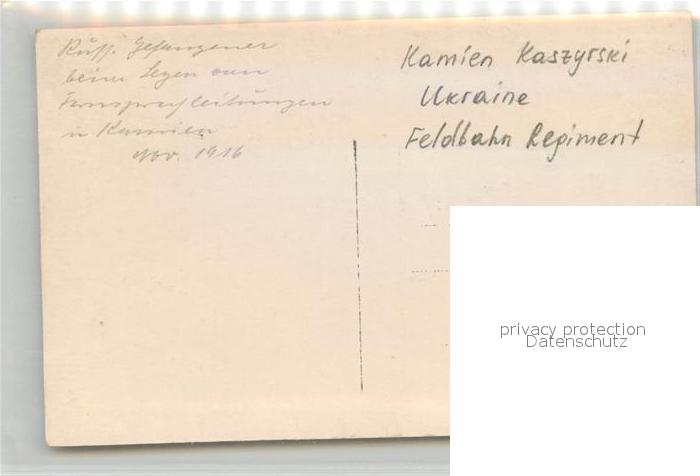 Russ. Gefangener
beim Legen von
Fernsprechleitungen
in Kamien
Nov. 1916
Kamien Kaszyrski
Ukraine
Feldbahn Regiment
privacy protection
Datenschutz